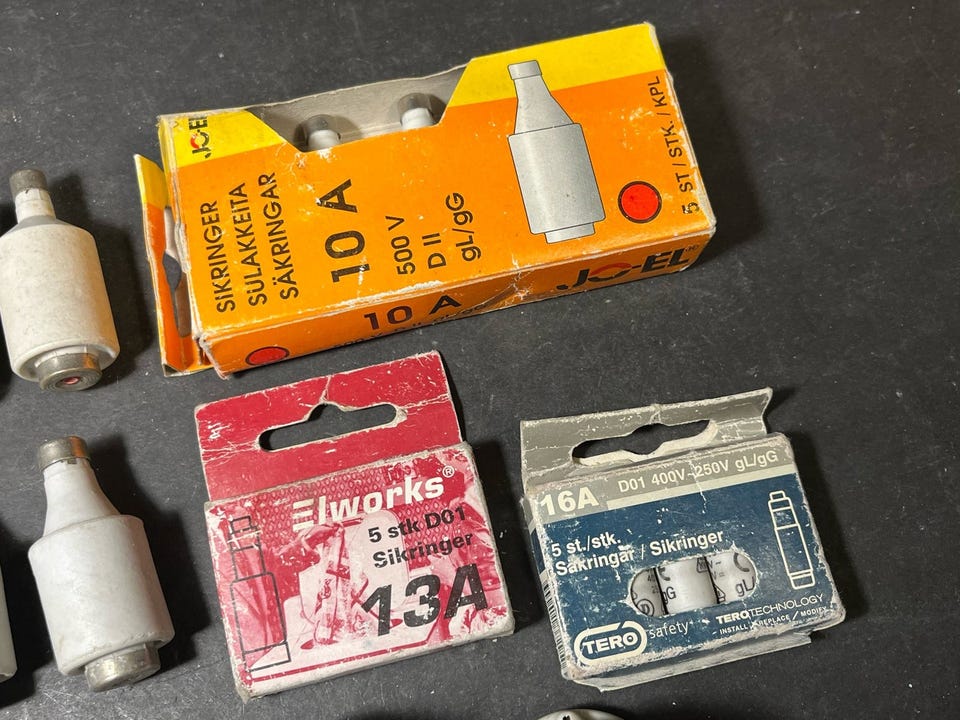 JO-EL
SiKRINGER
SULAKKEITA
SÄKRINGAR
10 A
500 V
D II
gL/gG
5 ST / STK. / KPL
10 A
JO-EL
Elworks®
5 stk D01
Sikringer
13A
16A
D01 400V~250V gL/gG
5 st./stk.
Säkringar / Sikringer
TERO safety
TEROTECHNOLOGY
INSTALL / REPLACE / MODIFY